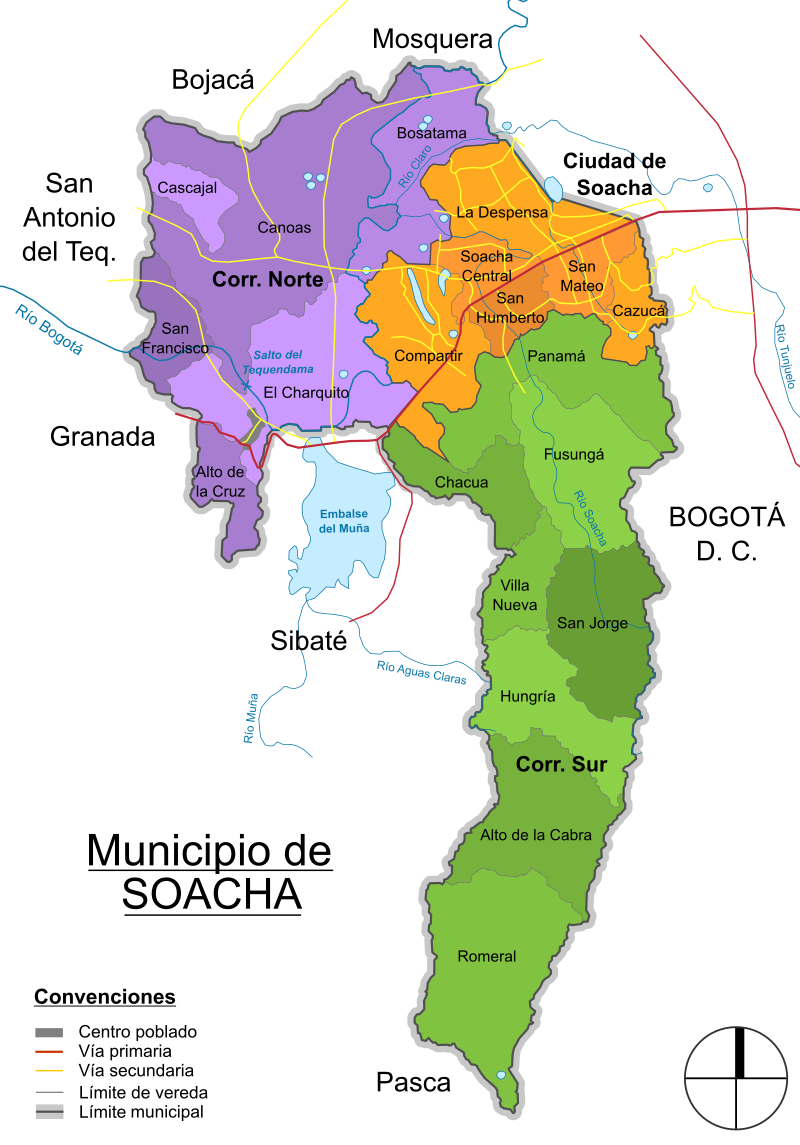 Mosquera
Bojacá
Bosatama
Río Claro
Ciudad de
Soacha
San
Antonio
del Teq.
Cascajal
Canoas
La Despensa
Corr. Norte
Soacha
Central
San
Mateo
San
Humberto
Cazucá
Río Bogotá
San
Francisco
Salto del
Tequendama
El Charquito
Compartir
Panamá
Río Tunjuelo
Granada
Alto de
la Cruz
Chacua
Fusungá
Río Soacha
Embalse
del Muña
BOGOTÁ
D. C.
Villa
Nueva
San Jorge
Sibaté
Río Aguas Claras
Río Muña
Hungría
Corr. Sur
Alto de la Cabra
Municipio de
SOACHA
Romeral
Pasca
Convenciones
Centro poblado
Vía primaria
Vía secundaria
Límite de vereda
Límite municipal